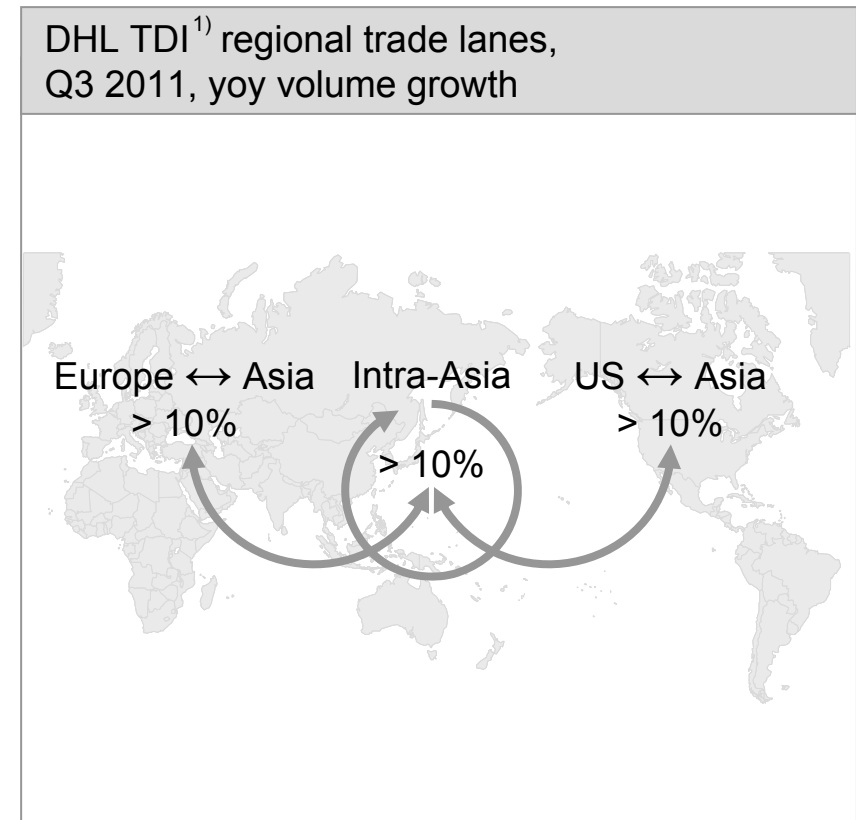 DHL TDI¹⁾ regional trade lanes,
Q3 2011, yoy volume growth
Europe ↔ Asia
> 10%
Intra-Asia
> 10%
US ↔ Asia
> 10%